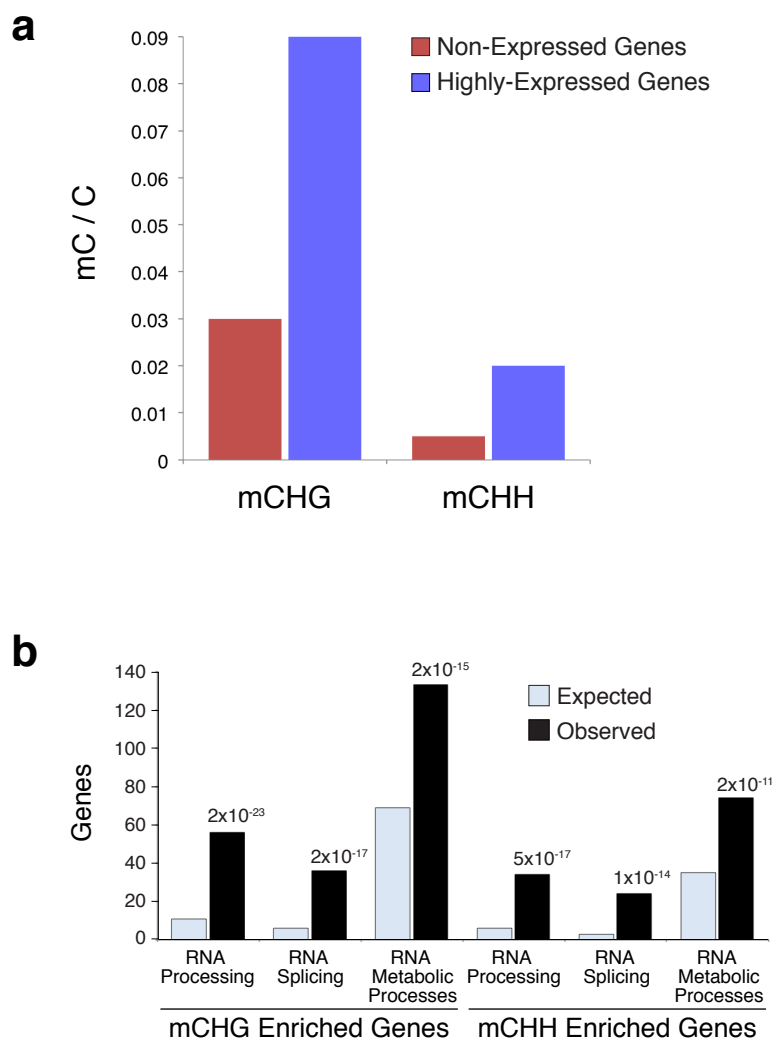 a
0.09
0.08
0.07
0.06
0.05
0.04
0.03
0.02
0.01
0
mC / C
Non-Expressed Genes
Highly-Expressed Genes
mCHG
mCHH
b
140
120
100
80
60
40
20
0
Genes
Expected
Observed
2x10⁻²³
2x10⁻¹⁷
2x10⁻¹⁵
5x10⁻¹⁷
1x10⁻¹⁴
2x10⁻¹¹
RNA Processing
RNA Splicing
RNA Metabolic Processes
RNA Processing
RNA Splicing
RNA Metabolic Processes
mCHG Enriched Genes
mCHH Enriched Genes